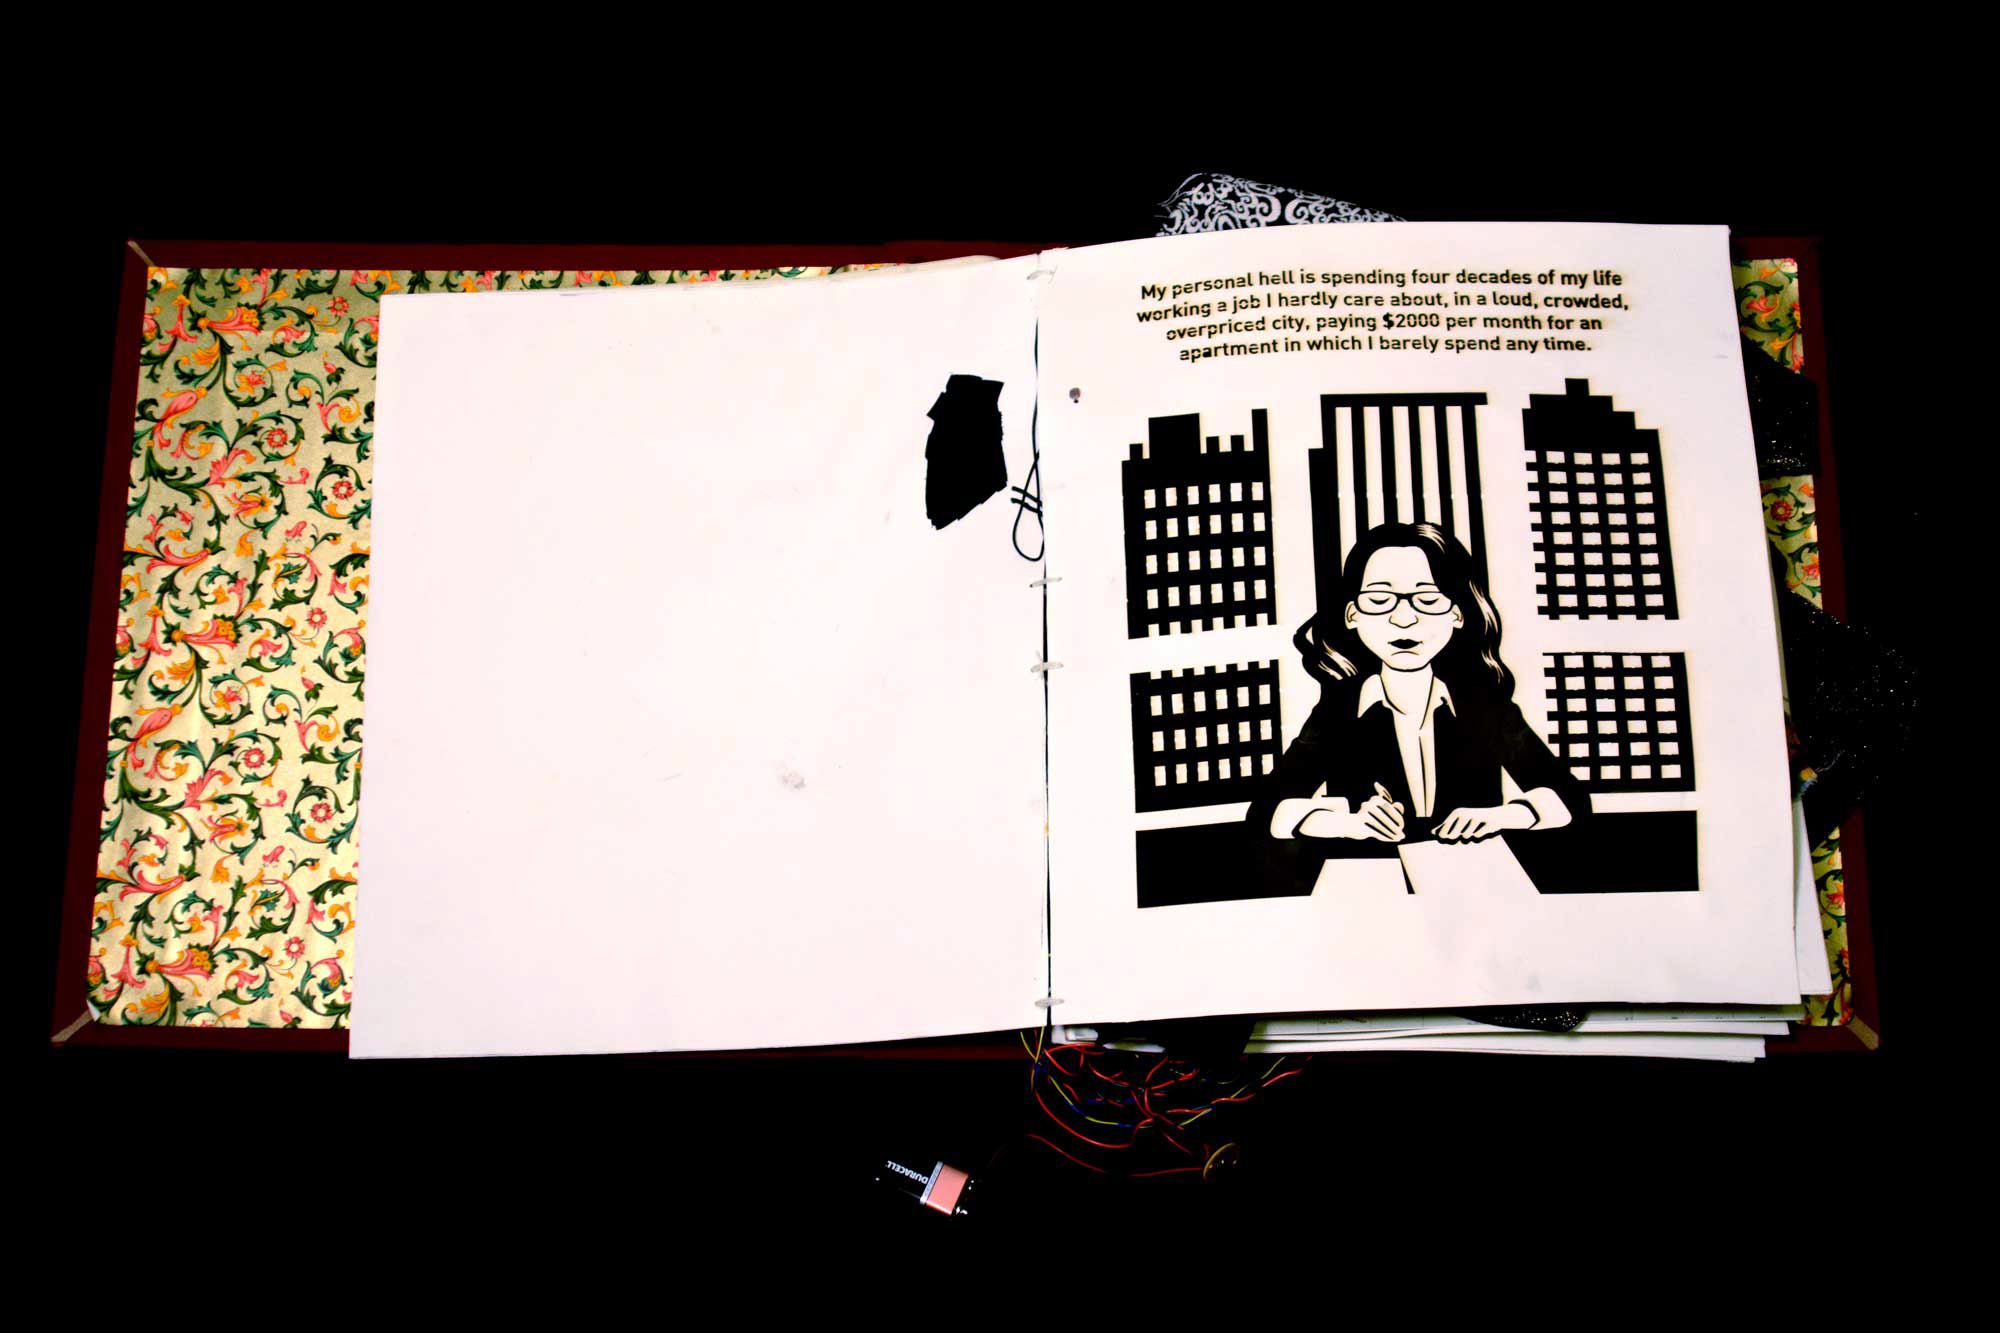 My personal hell is spending four decades of my life
working a job I hardly care about, in a loud, crowded,
overpriced city, paying $2000 per month for an
apartment in which I barely spend any time.
DURACELL